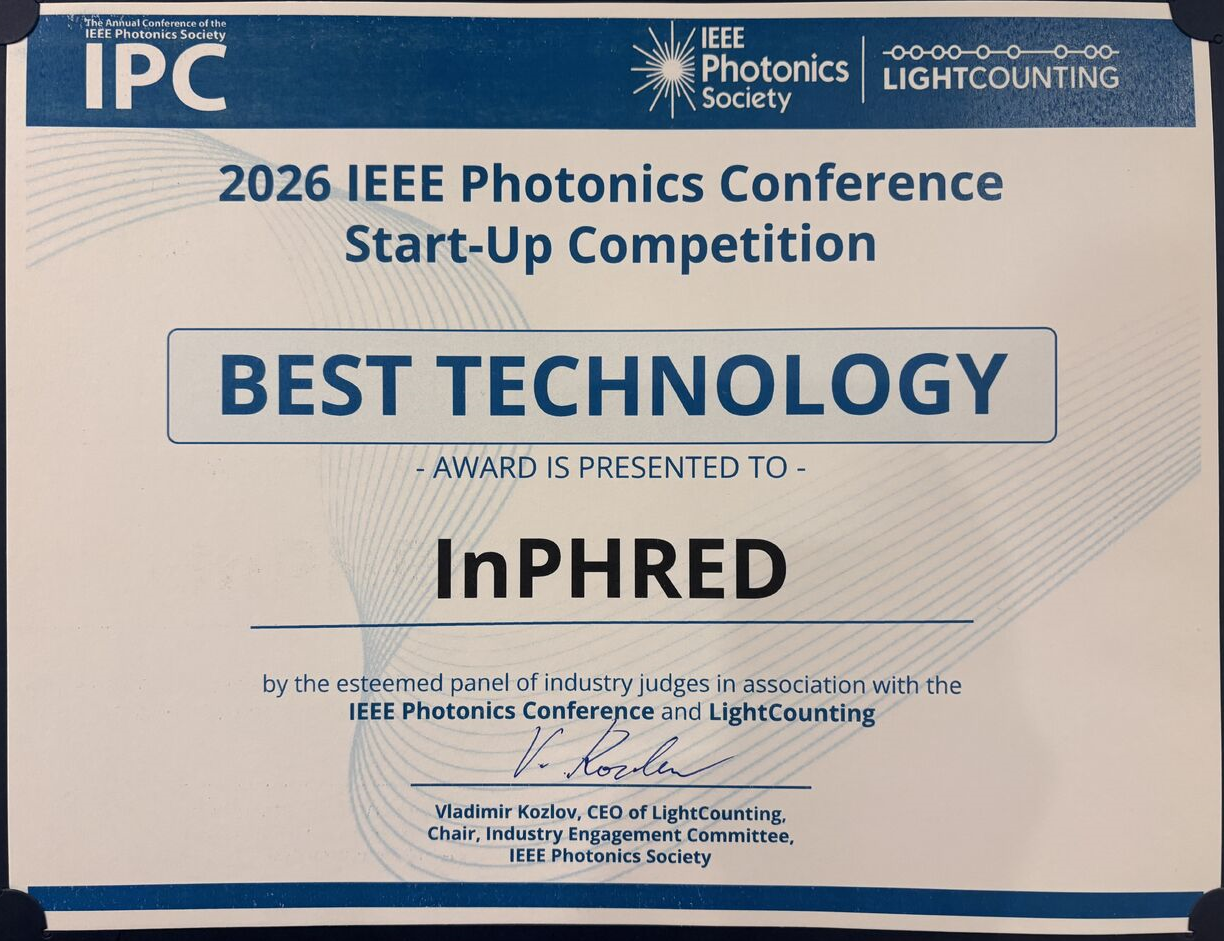 The Annual Conference of the
IEEE Photonics Society
IPC
IEEE
Photonics
Society
LIGHTCOUNTING
2026 IEEE Photonics Conference
Start-Up Competition
BEST TECHNOLOGY
- AWARD IS PRESENTED TO -
InPHRED
by the esteemed panel of industry judges in association with the
IEEE Photonics Conference and LightCounting
V. Kozlov
Vladimir Kozlov, CEO of LightCounting,
Chair, Industry Engagement Committee,
IEEE Photonics Society